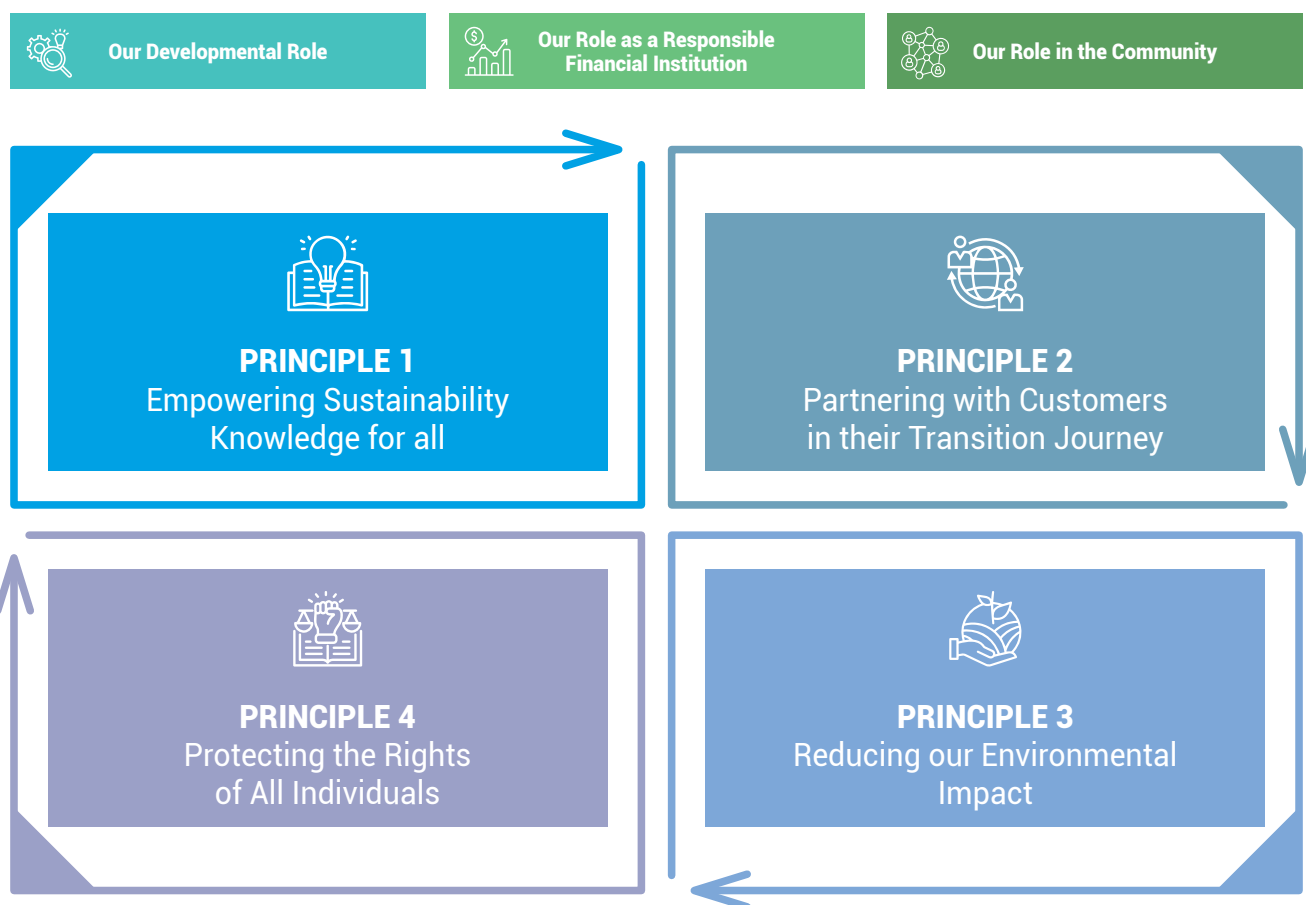 Our Developmental Role
Our Role as a Responsible
Financial Institution
Our Role in the Community
PRINCIPLE 1
Empowering Sustainability
Knowledge for all
PRINCIPLE 2
Partnering with Customers
in their Transition Journey
PRINCIPLE 4
Protecting the Rights
of All Individuals
PRINCIPLE 3
Reducing our Environmental
Impact